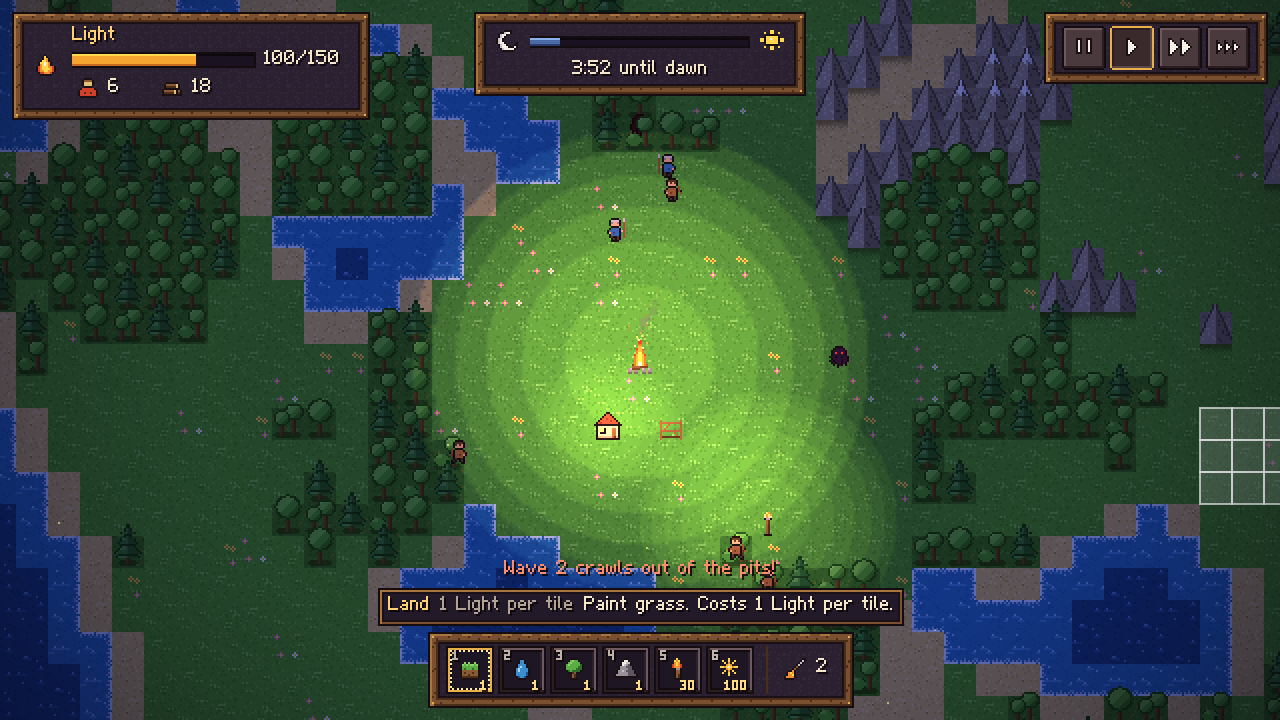 Light
100/150
6 18
3:52 until dawn
Wave 2 crawls out of the pits!
Land 1 Light per tile Paint grass. Costs 1 Light per tile.
1 2 3 4 5 6
1 1 1 1 30 100 2